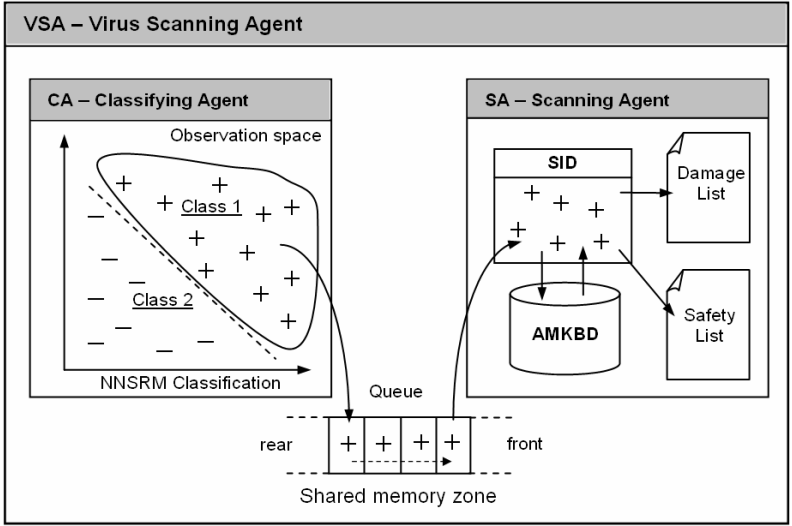 VSA – Virus Scanning Agent
CA – Classifying Agent
Observation space
Class 1
Class 2
NNSRM Classification
SA – Scanning Agent
SID
Damage
List
AMKBD
Safety
List
Queue
rear
front
Shared memory zone